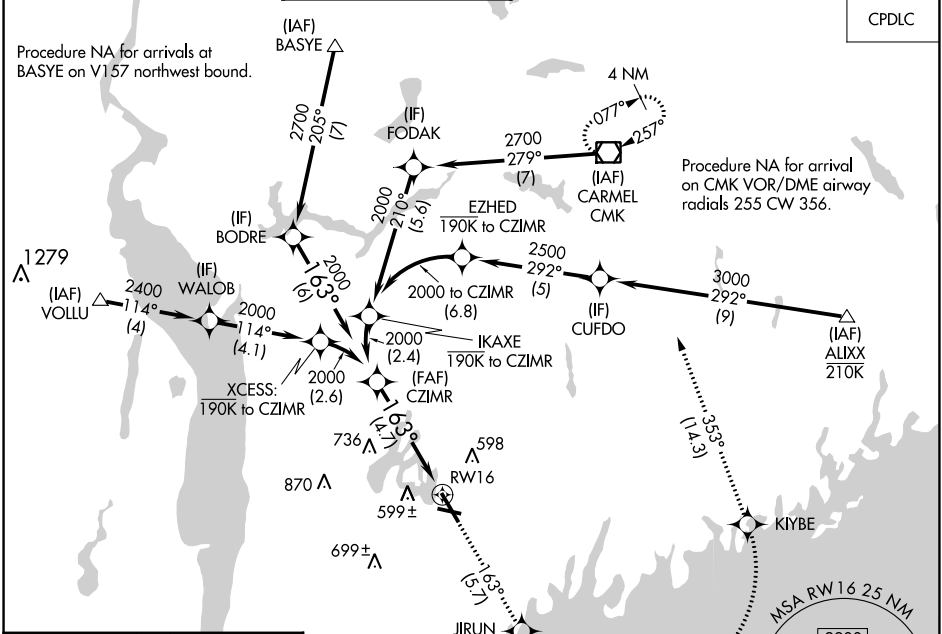 CPDLC
Procedure NA for arrivals at
BASYE on V157 northwest bound.
(IAF)
BASYE
2700
205°
(7)
(IF)
FODAK
2700
279°
(7)
4 NM
077°
257°
(IAF)
CARMEL
CMK
Procedure NA for arrival
on CMK VOR/DME airway
radials 255 CW 356.
2000
210°
(5.6)
EZHED
190K to CZIMR
(IF)
BODRE
2000
163°
(6)
2000 to CZIMR
(6.8)
2500
292°
(5)
(IF)
CUFDO
3000
292°
(9)
(IAF)
ALIXX
210K
1279
(IAF)
VOLLU
2400
114°
(4)
(IF)
WALOB
2000
114°
(4.1)
XCESS:
190K to CZIMR
2000
(2.6)
2000
(2.4)
IKAXE
190K to CZIMR
(FAF)
CZIMR
163°
(4.7)
736
598
870
599±
RW16
699±
353°
(14.3)
KIYBE
163°
(5.7)
JIRUN
MSA RW16 25 NM